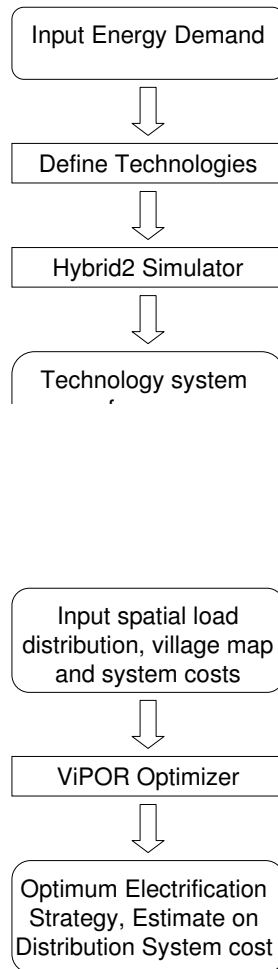 Input Energy Demand
Define Technologies
Hybrid2 Simulator
Technology system
Input spatial load
distribution, village map
and system costs
ViPOR Optimizer
Optimum Electrification
Strategy, Estimate on
Distribution System cost